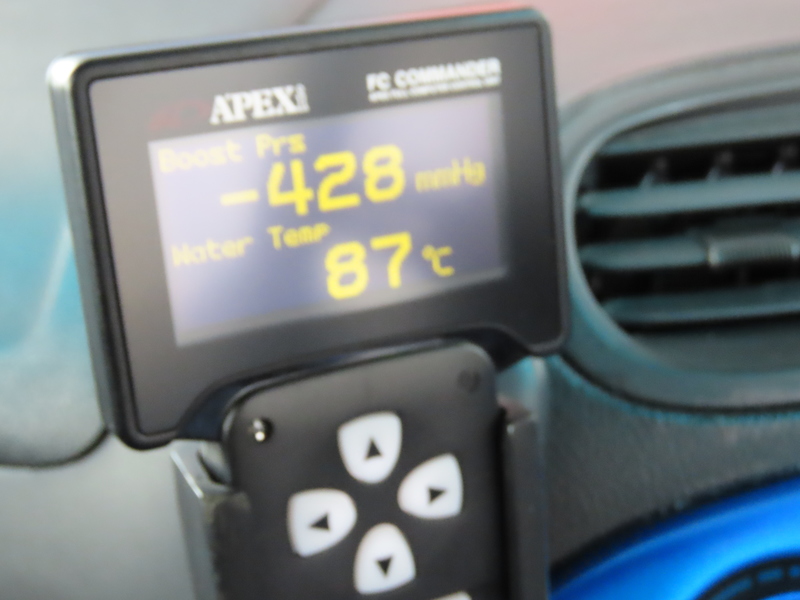 APEXi
FC COMMANDER
Boost Prs
-428 mmHg
Water Temp
87 ℃